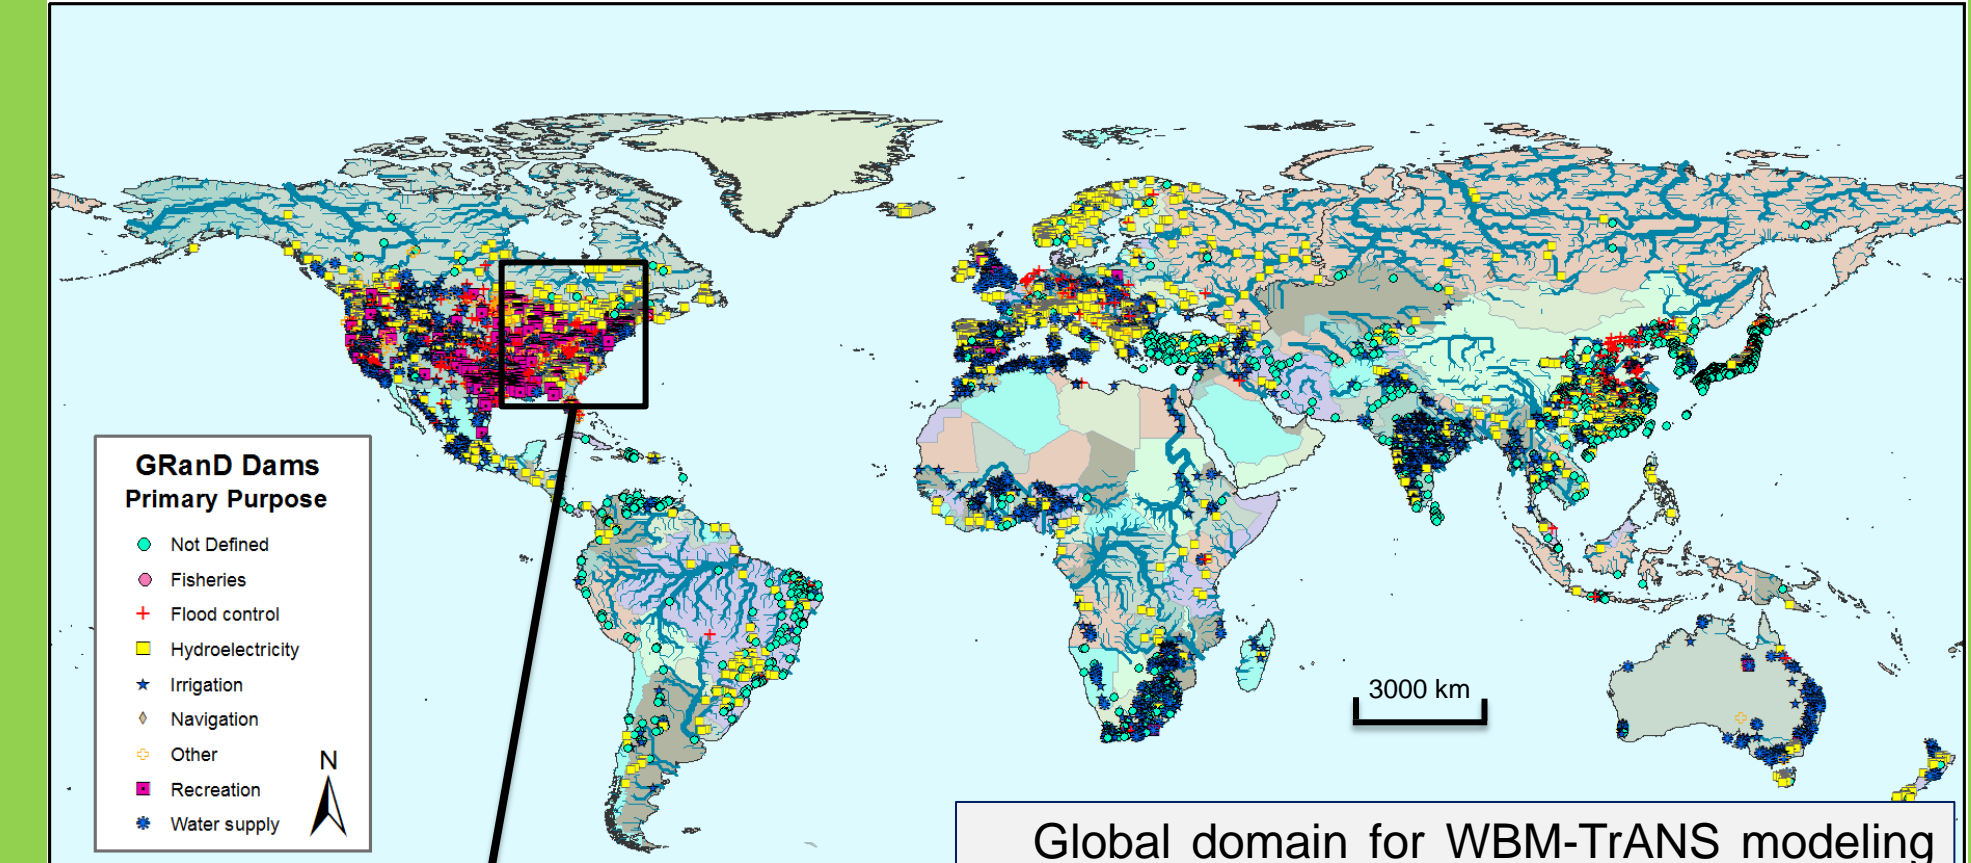 GRanD Dams
Primary Purpose
Not Defined
Fisheries
Flood control
Hydroelectricity
Irrigation
Navigation
Other
Recreation
Water supply
N
3000 km
Global domain for WBM-TrANS modeling